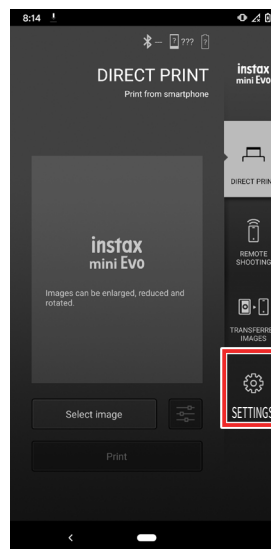 8:14
– ? ??? ?
DIRECT PRINT
Print from smartphone
instax
mini Evo
Images can be enlarged, reduced and
rotated.
Select image
Print
instax
mini Evo
DIRECT PRIN
REMOTE
SHOOTING
TRANSFERRE
IMAGES
SETTINGS